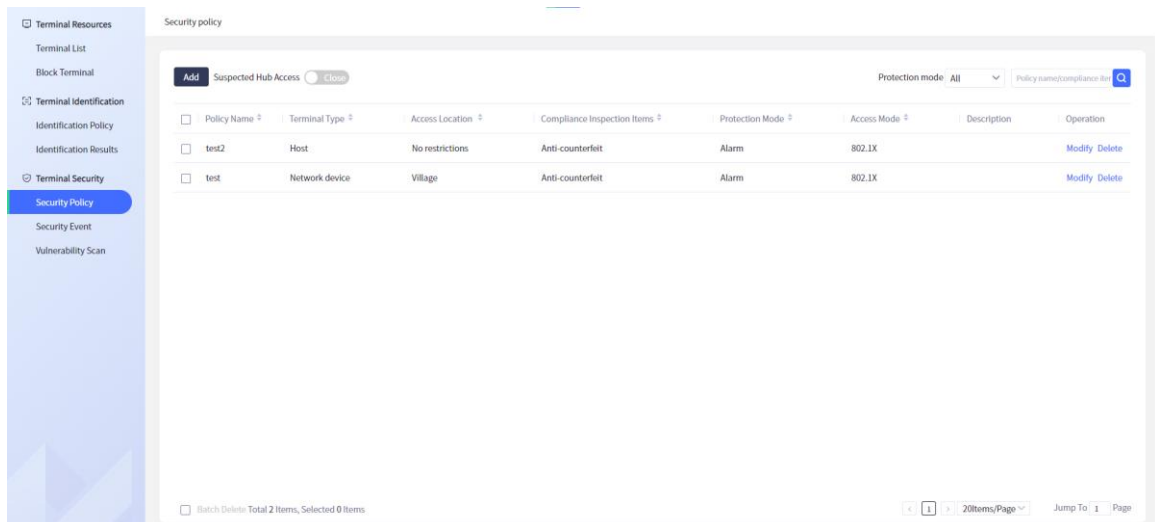 Terminal Resources
Terminal List
Block Terminal
Terminal Identification
Identification Policy
Identification Results
Terminal Security
Security Policy
Security Event
Vulnerability Scan
Security policy
Add Suspected Hub Access Close Protection mode All Policy name/compliance
Policy Name Terminal Type Access Location Compliance Inspection Items Protection Mode Access Mode Description Operation
test2 Host No restrictions Anti-counterfeit Alarm 802.1X Modify Delete
test Network device Village Anti-counterfeit Alarm 802.1X Modify Delete
Batch Delete Total 2 Items, Selected 0 Items < 1 > 20Items/Page Jump To 1 Page